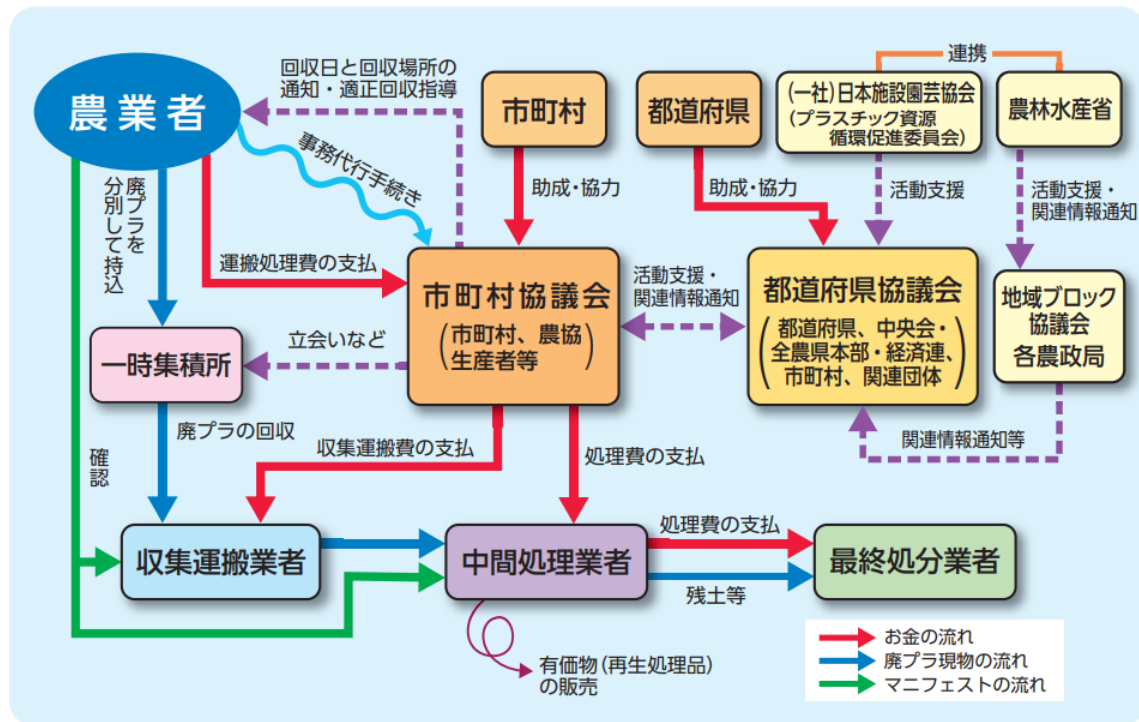 連携
農業者
回収日と回収場所の
通知・適正回収指導
市町村
都道府県
(一社)日本施設園芸協会
(プラスチック資源
循環促進委員会)
農林水産省
事務代行手続き
廃プラを
分別して持込
助成・協力
助成・協力
活動支援
活動支援・
関連情報通知
運搬処理費の支払
市町村協議会
(市町村、農協
生産者等)
活動支援・
関連情報通知
都道府県協議会
(都道府県、中央会・
全農県本部・経済連、
市町村、関連団体)
地域ブロック
協議会
各農政局
立会いなど
一時集積所
廃プラの回収
収集運搬費の支払
処理費の支払
関連情報通知等
確認
収集運搬業者
中間処理業者
処理費の支払
残土等
最終処分業者
有価物(再生処理品)
の販売
お金の流れ
廃プラ現物の流れ
マニフェストの流れ